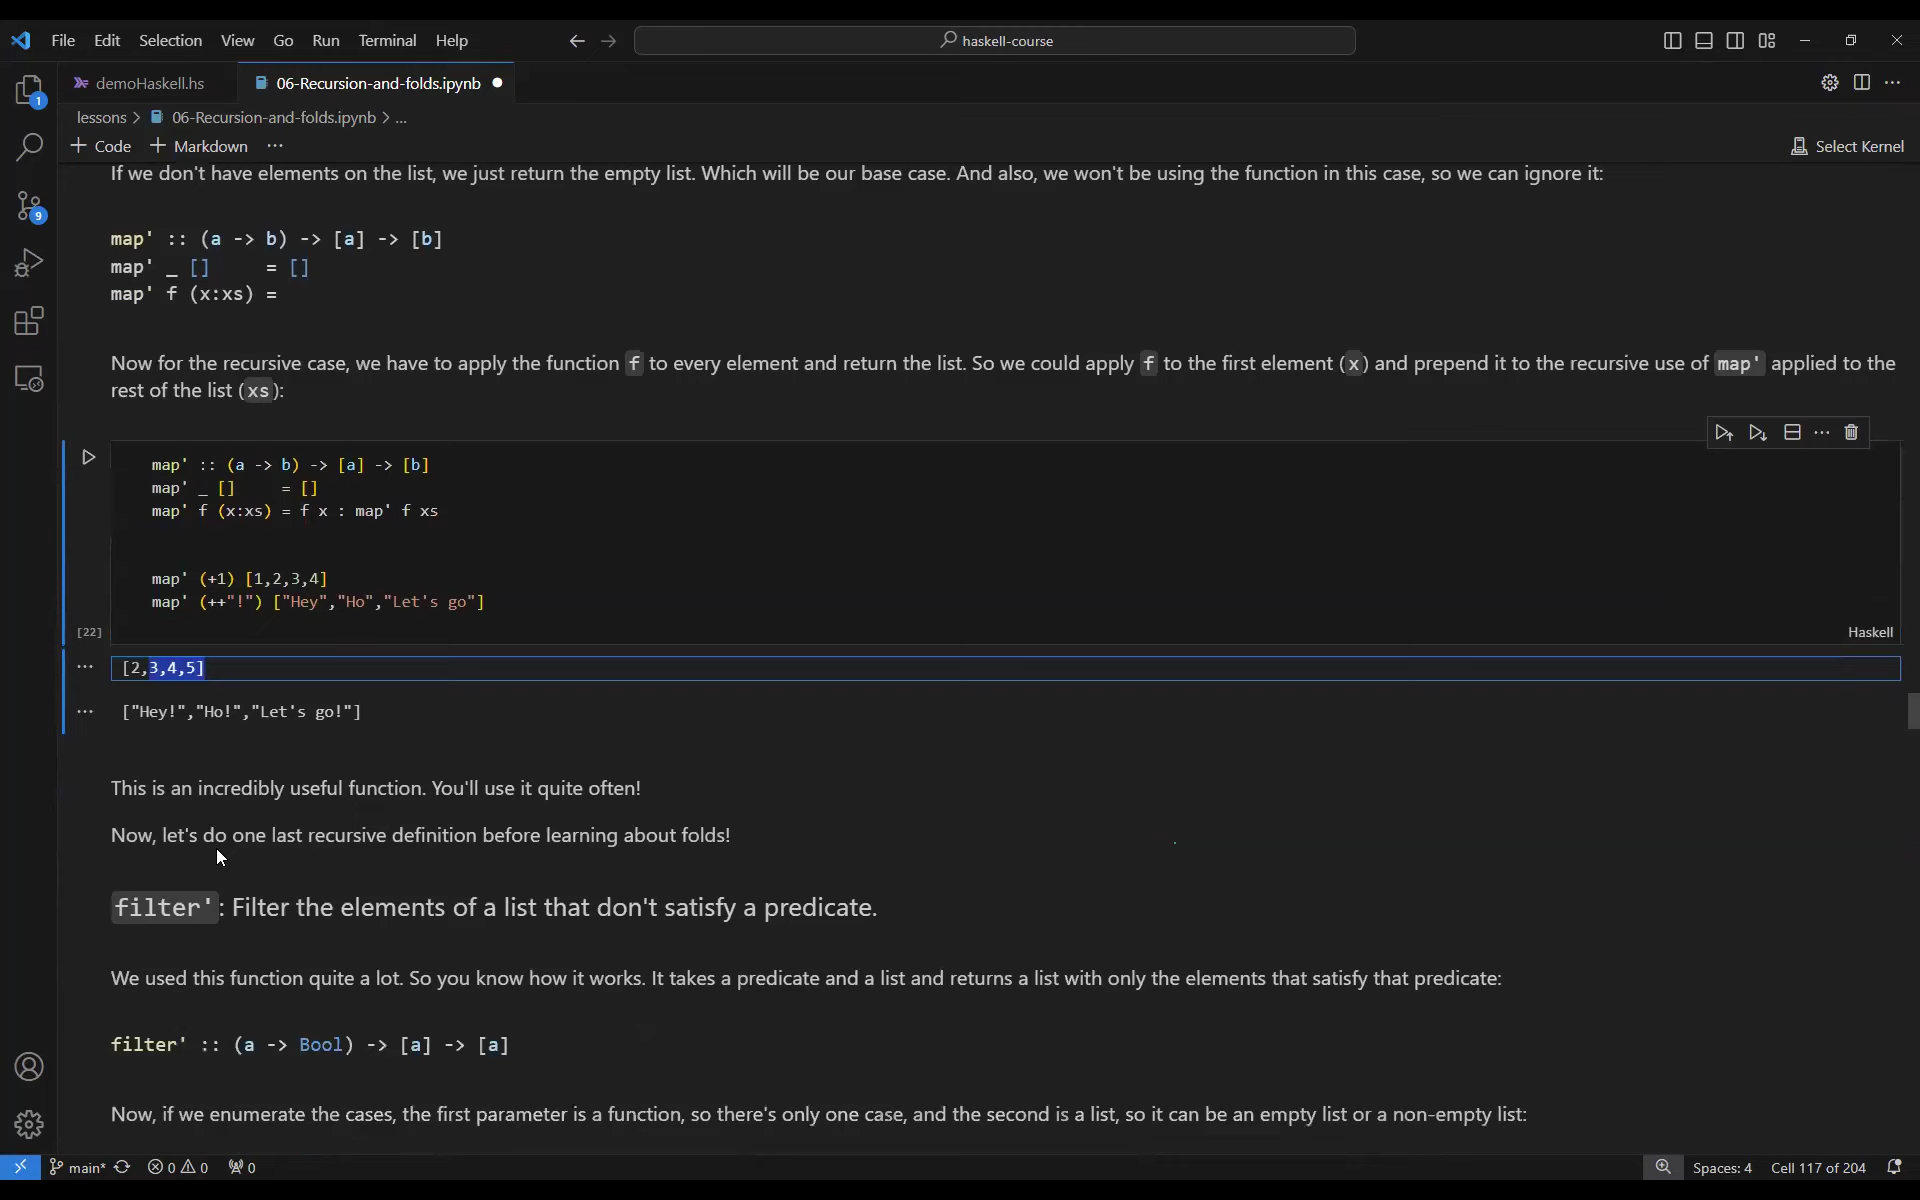 File Edit Selection View Go Run Terminal Help
haskell-course
demoHaskell.hs
06-Recursion-and-folds.ipynb
lessons > 06-Recursion-and-folds.ipynb > ...
+ Code + Markdown ...
Select Kernel
If we don't have elements on the list, we just return the empty list. Which will be our base case. And also, we won't be using the function in this case, so we can ignore it:
map' :: (a -> b) -> [a] -> [b]
map' _ []     = []
map' f (x:xs) =
Now for the recursive case, we have to apply the function f to every element and return the list. So we could apply f to the first element (x) and prepend it to the recursive use of map' applied to the
rest of the list (xs):
map' :: (a -> b) -> [a] -> [b]
map' _ []     = []
map' f (x:xs) = f x : map' f xs
map' (+1) [1,2,3,4]
map' (++"!") ["Hey","Ho","Let's go"]
[22]
Haskell
[2,3,4,5]
["Hey!","Ho!","Let's go!"]
This is an incredibly useful function. You'll use it quite often!
Now, let's do one last recursive definition before learning about folds!
filter': Filter the elements of a list that don't satisfy a predicate.
We used this function quite a lot. So you know how it works. It takes a predicate and a list and returns a list with only the elements that satisfy that predicate:
filter' :: (a -> Bool) -> [a] -> [a]
Now, if we enumerate the cases, the first parameter is a function, so there's only one case, and the second is a list, so it can be an empty list or a non-empty list:
1
9
main* 0 0 0
Spaces: 4 Cell 117 of 204